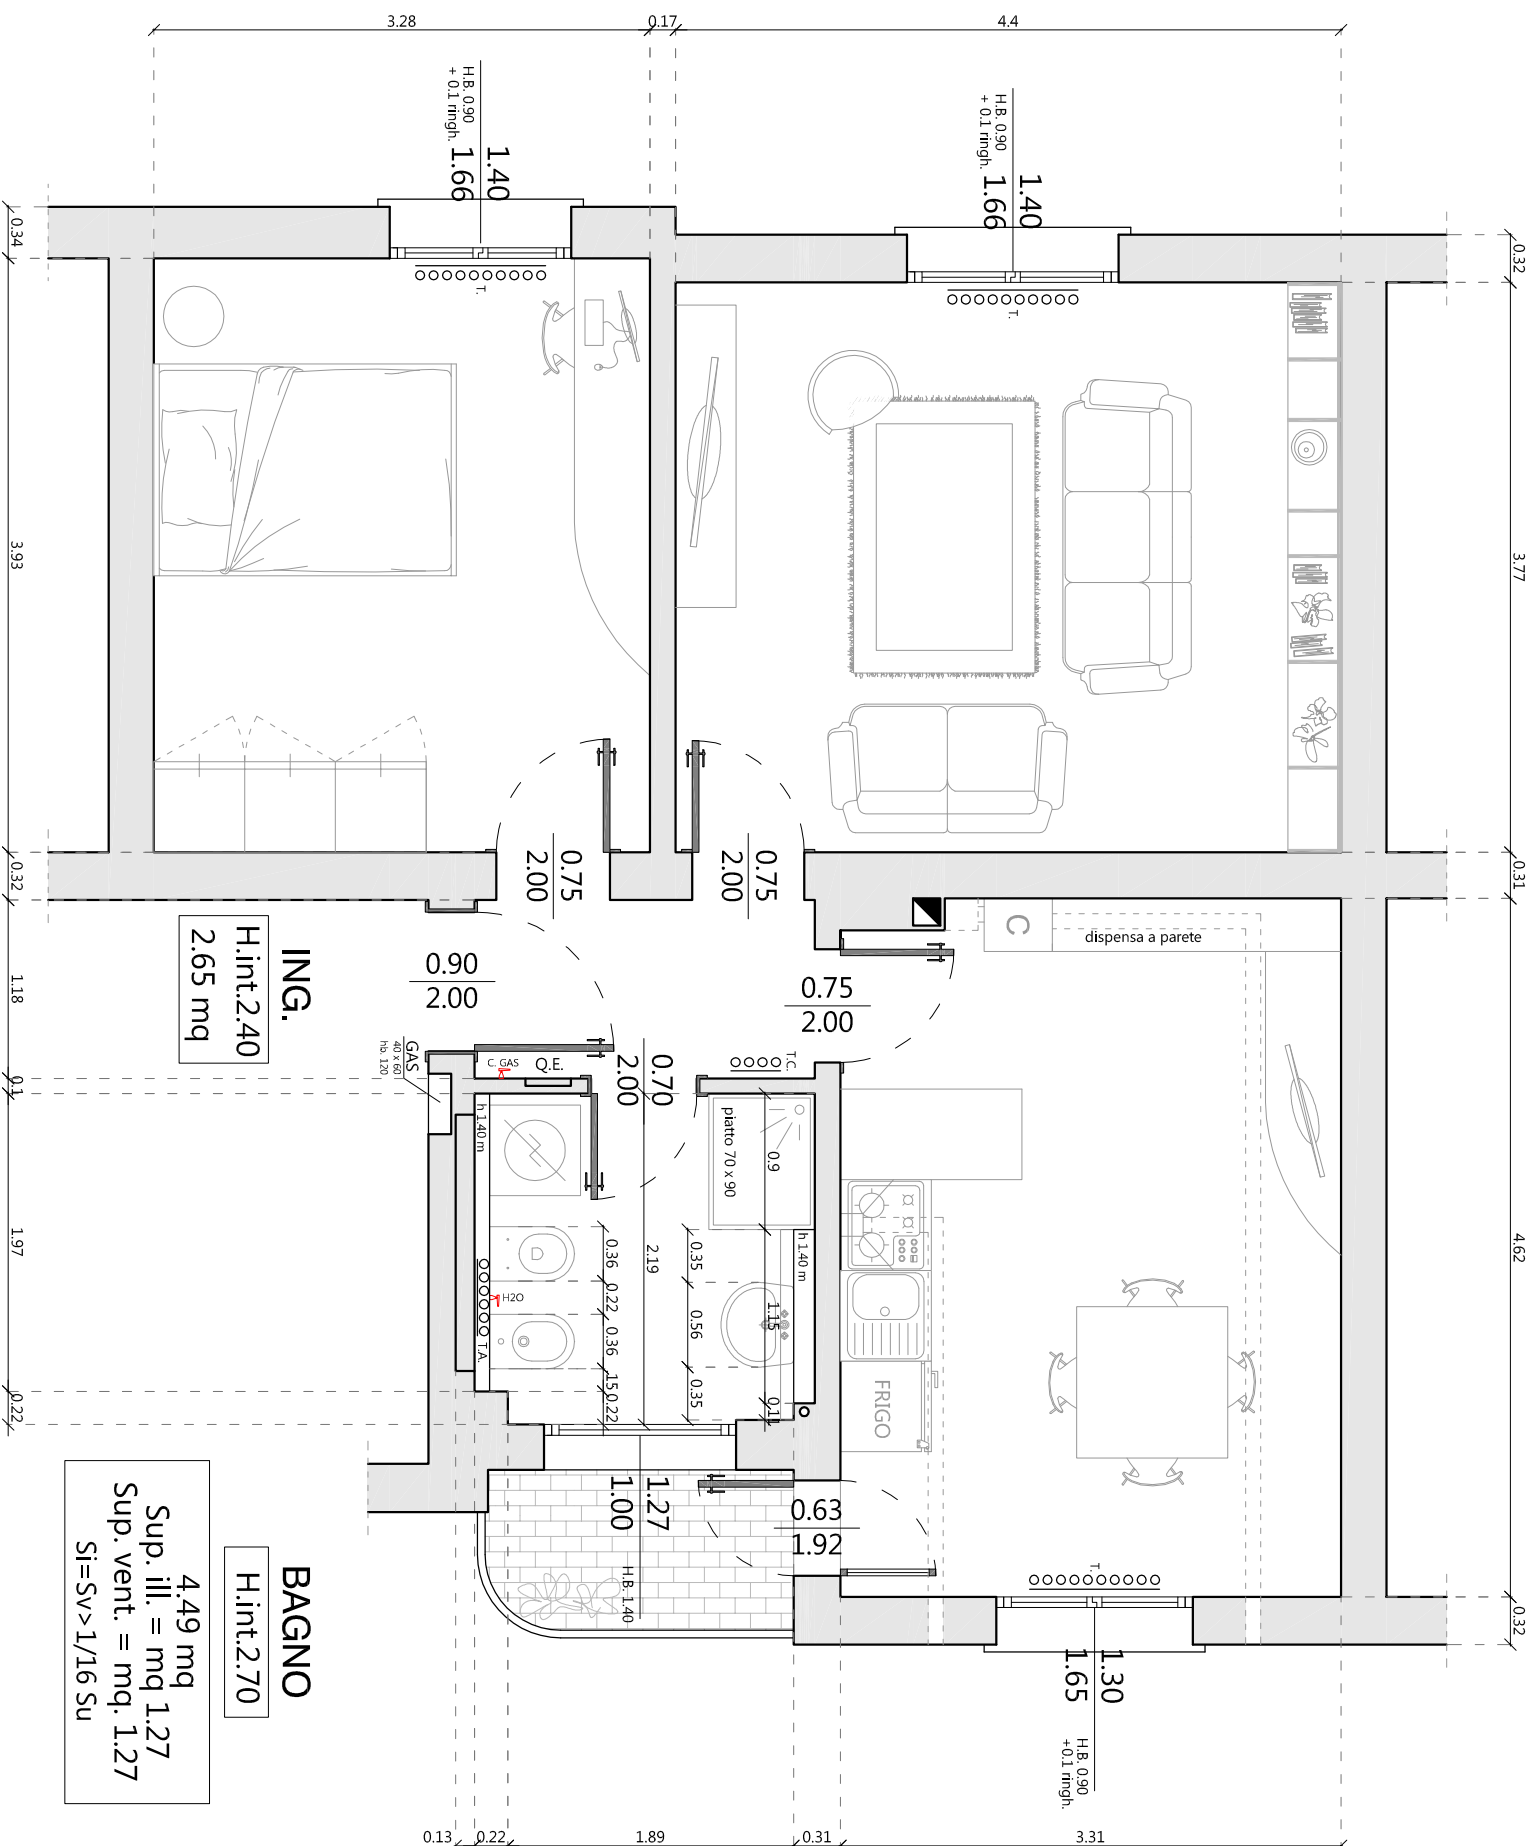 3.28
0.17
4.4
H.B. 0.90
+ 0.1 ringh.
1.40
1.66
H.B. 0.90
+ 0.1 ringh.
1.40
1.66
0.34
3.93
0.32
1.18
0.1
1.97
0.22
0.32
3.77
0.31
4.62
0.32
T.
T.
0.75
2.00
0.75
2.00
C
dispensa a parete
0.90
2.00
0.75
2.00
ING.
H.int.2.40
2.65 mq
GAS
40 x 60
hb. 120
C. GAS
Q.E.
0.70
2.00
T.C.
h 1.40 m
piatto 70 x 90
0.9
h 1.40 m
2.19
0.36
0.22
0.36
15
0.22
0.35
0.56
0.35
1.15
0.11
H2O
T.A.
FRIGO
0.63
1.92
1.27
1.00
H.B. 1.40
T.
1.30
1.65
H.B. 0.90
+0.1 ringh.
BAGNO
H.int.2.70
4.49 mq
Sup. ill. = mq 1.27
Sup. vent. = mq. 1.27
Si=Sv>1/16 Su
0.13
0.22
1.89
0.31
3.31